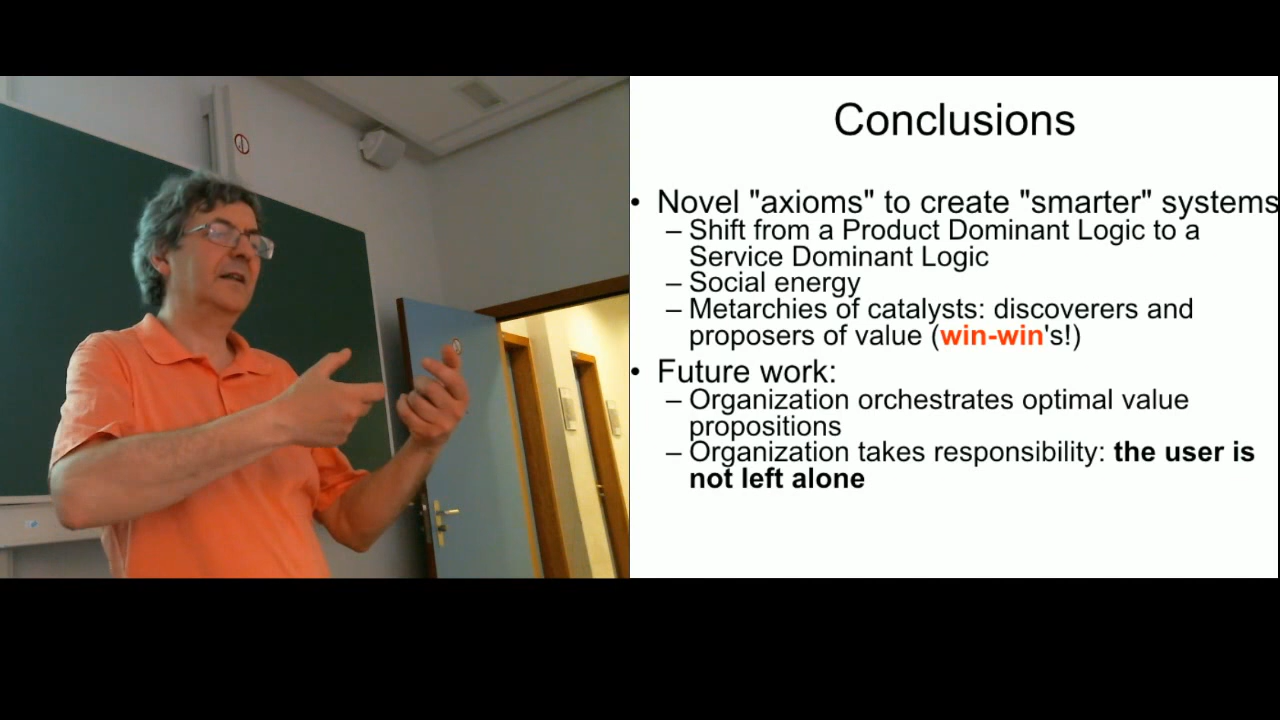 Conclusions
• Novel "axioms" to create "smarter" systems
– Shift from a Product Dominant Logic to a
Service Dominant Logic
– Social energy
– Metarchies of catalysts: discoverers and
proposers of value (win-win's!)
• Future work:
– Organization orchestrates optimal value
propositions
– Organization takes responsibility: the user is
not left alone